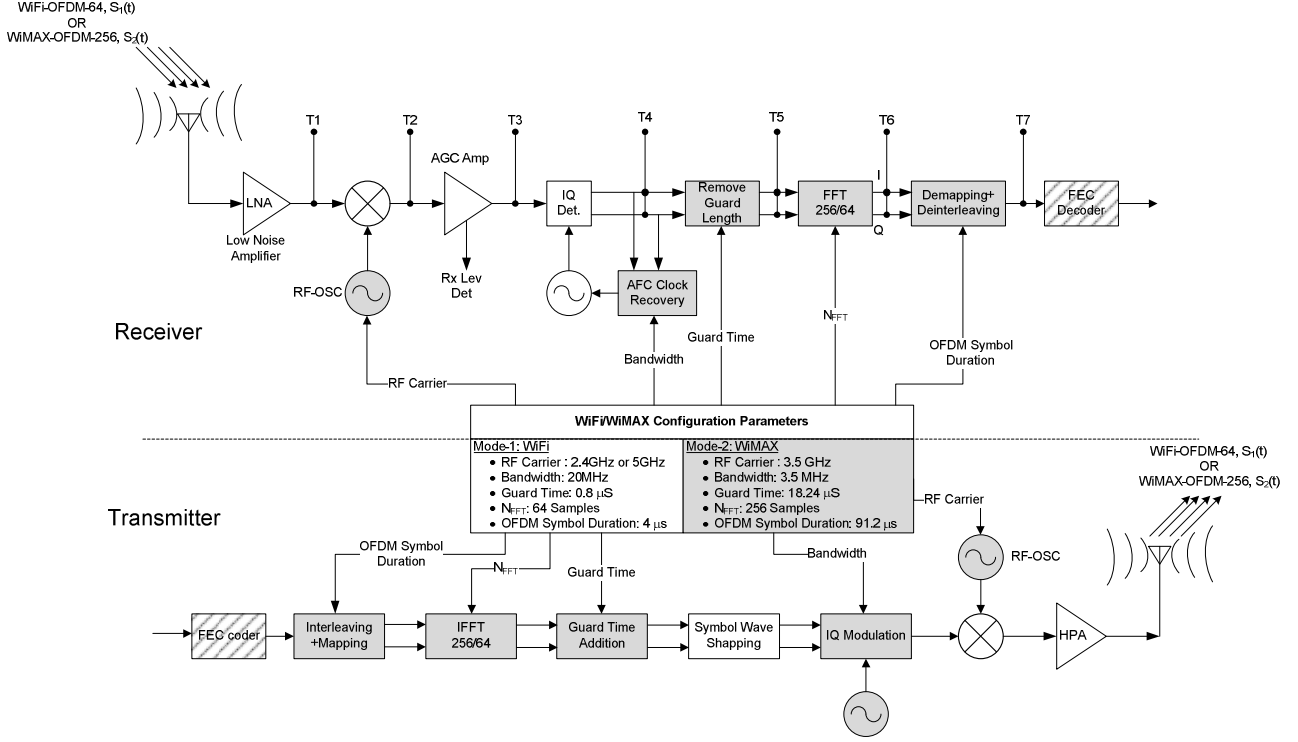 WiFi-OFDM-64, S1(t)
OR
WiMAX-OFDM-256, S2(t)
T1
T2
T3
T4
T5
T6
T7
AGC Amp
LNA
IQ
Det.
Remove
Guard
Length
FFT
256/64
I
Q
Demapping+
Deinterleaving
FEC
Decoder
Low Noise
Amplifier
RF-OSC
Rx Lev
Det
AFC Clock
Recovery
Receiver
Bandwidth
Guard Time
NFFT
OFDM Symbol
Duration
RF Carrier
WiFi/WiMAX Configuration Parameters
Mode-1: WiFi
• RF Carrier : 2.4GHz or 5GHz
• Bandwidth: 20MHz
• Guard Time: 0.8 μS
• NFFT: 64 Samples
• OFDM Symbol Duration: 4 μs
Mode-2: WiMAX
• RF Carrier : 3.5 GHz
• Bandwidth: 3.5 MHz
• Guard Time: 18.24 μS
• NFFT: 256 Samples
• OFDM Symbol Duration: 91.2 μs
WiFi-OFDM-64, S1(t)
OR
WiMAX-OFDM-256, S2(t)
Transmitter
RF Carrier
OFDM Symbol
Duration
NFFT
Guard Time
Bandwidth
RF-OSC
FEC coder
Interleaving
+Mapping
IFFT
256/64
Guard Time
Addition
Symbol Wave
Shapping
IQ Modulation
HPA